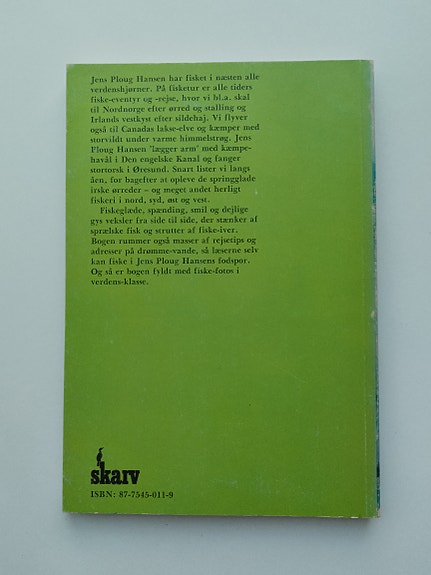 Jens Ploug Hansen har fisket i næsten alle
verdenshjørner. På fisketur er alle tiders
fiske-eventyr og -rejse, hvor vi bl.a. skal
til Nordnorge efter ørred og stalling og
Irlands vestkyst efter sildehaj. Vi flyver
også til Canadas lakse-elve og kæmper med
storvildt under varme himmelstrøg. Jens
Ploug Hansen 'lægger arm' med kæmpe-
havål i Den engelske Kanal og fanger
stortorsk i Øresund. Snart lister vi langs
åen, for bagefter at opleve de springglade
irske ørreder – og meget andet herligt
fiskeri i nord, syd, øst og vest.
Fiskeglæde, spænding, smil og dejlige
gys veksler fra side til side, der stænker af
sprælske fisk og strutter af fiske-iver.
Bogen rummer også masser af rejsetips og
adresser på drømme-vande, så læserne selv
kan fiske i Jens Ploug Hansens fodspor.
Og så er bogen fyldt med fiske-fotos i
verdens-klasse.
skarv
ISBN: 87-7545-011-9